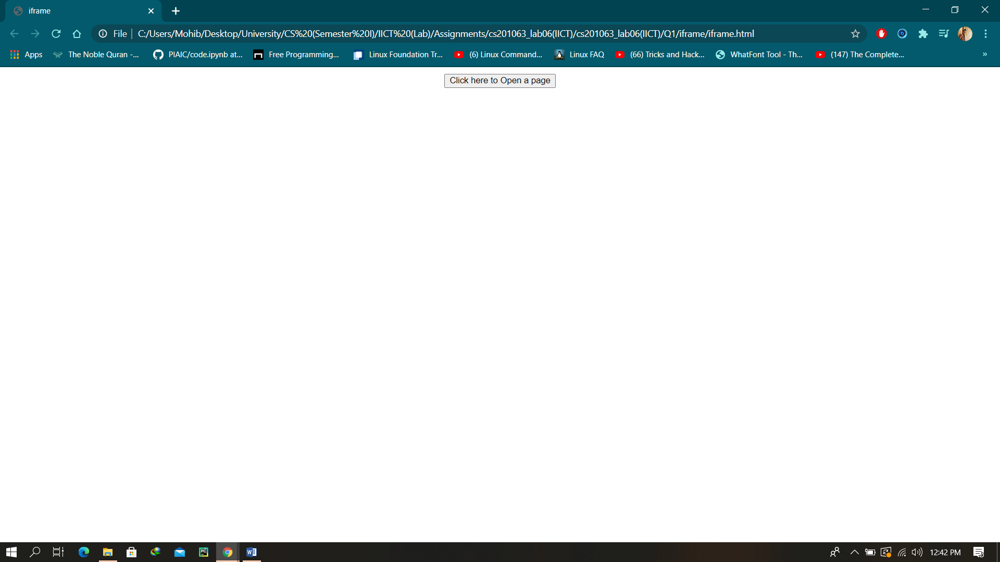 iframe
File C:/Users/Mohib/Desktop/University/CS%20(Semester%20I)/IICT%20(Lab)/Assignments/cs201063_lab06(IICT)/cs201063_lab06(IICT)/Q1/iframe/iframe.html
Apps The Noble Quran -... PIAIC/code.ipynb at... Free Programming... Linux Foundation Tr... (6) Linux Command... Linux FAQ (66) Tricks and Hack... WhatFont Tool - Th... (147) The Complete... »
Click here to Open a page
12:42 PM